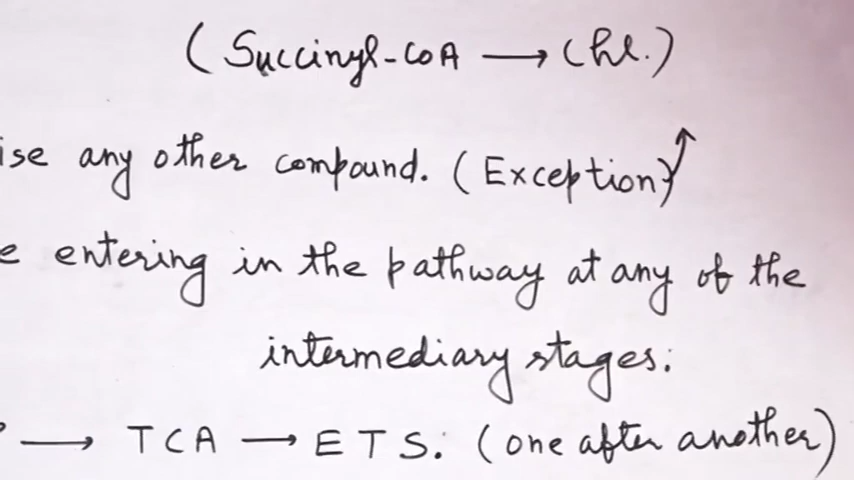 (Succinyl-CoA → Chl.)
ise any other compound. (Exception) ↑
e entering in the pathway at any of the
intermediary stages.
→ TCA → ETS. (one after another)